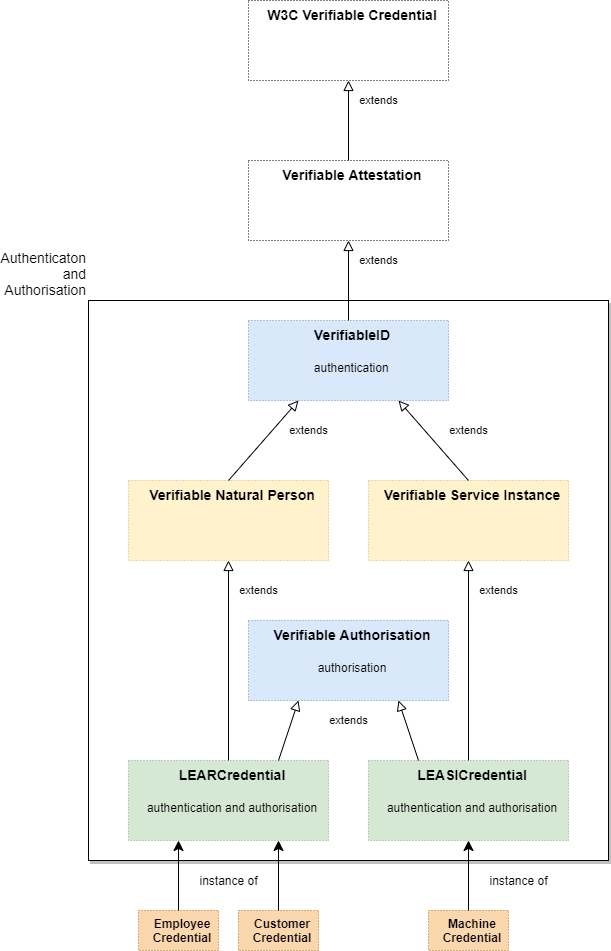 W3C Verifiable Credential
extends
Verifiable Attestation
extends
Authenticaton
and
Authorisation
VerifiableID
authentication
extends
extends
Verifiable Natural Person
Verifiable Service Instance
extends
extends
Verifiable Authorisation
authorisation
extends
LEARCredential
authentication and authorisation
LEASICredential
authentication and authorisation
instance of
instance of
Employee
Credential
Customer
Credential
Machine
Credential